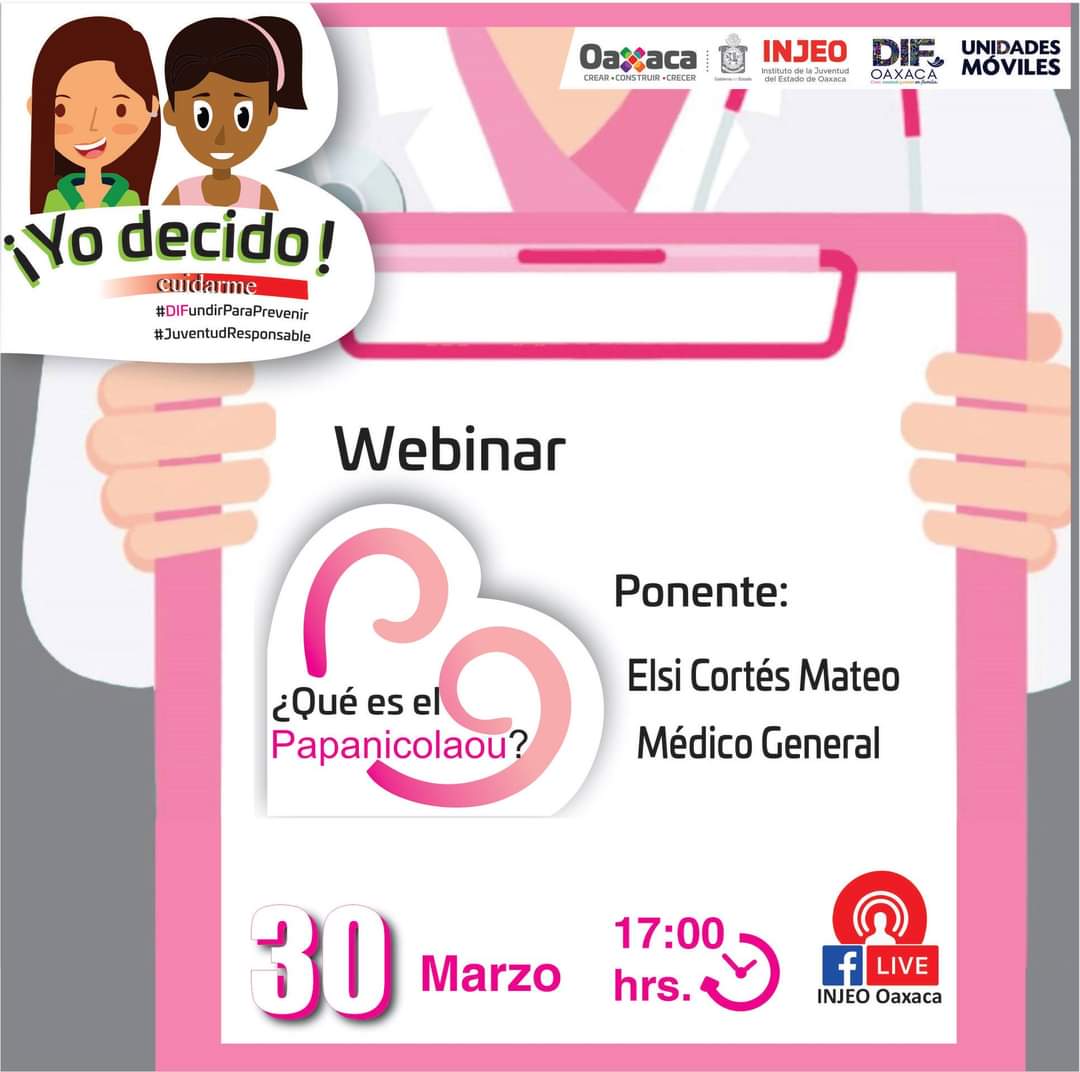 Oaxaca
CREAR • CONSTRUIR • CRECER
INJEO
Instituto de la Juventud
del Estado de Oaxaca
DIF
OAXACA
UNIDADES
MÓVILES
¡Yo decido!
cuidarme
#DIFundirParaPrevenir
#JuventudResponsable
Webinar
¿Qué es el
Papanicolaou?
Ponente:
Elsi Cortés Mateo
Médico General
30 Marzo
17:00
hrs.
f LIVE
INJEO Oaxaca